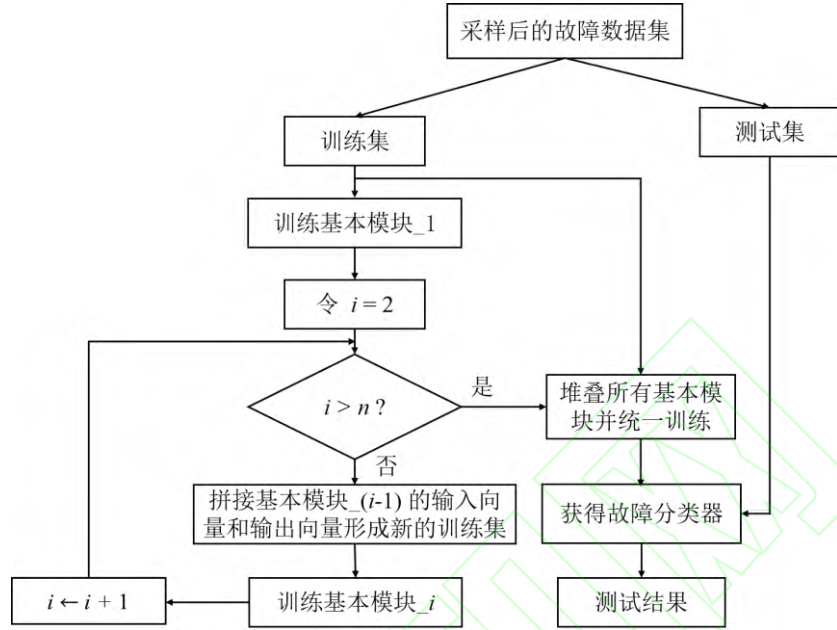 采样后的故障数据集
训练集
测试集
训练基本模块_1
令 i = 2
i > n ?
是
堆叠所有基本模
块并统一训练
否
拼接基本模块_(i-1) 的输入向
量和输出向量形成新的训练集
获得故障分类器
i ← i + 1
训练基本模块_i
测试结果